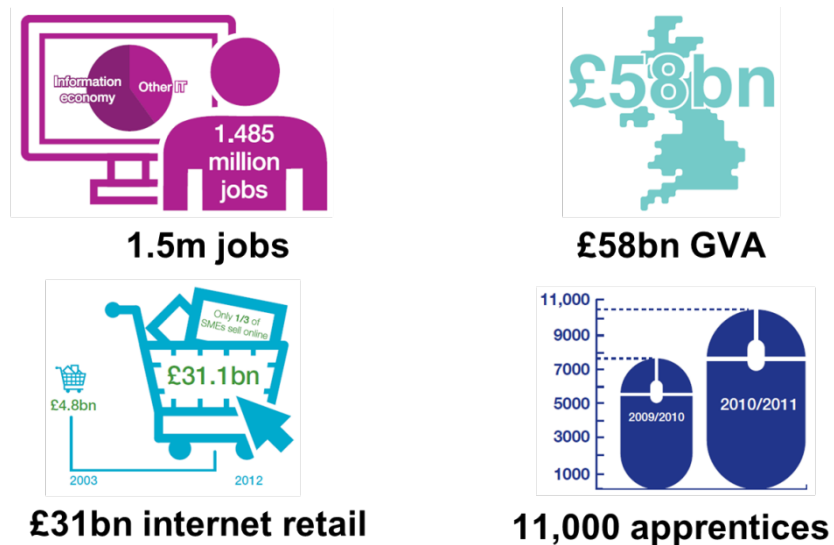 Information
economy
Other IT
1.485
million
jobs
1.5m jobs
£58bn
£58bn GVA
Only 1/3 of
SMEs sell online
£31.1bn
£4.8bn
2003
2012
£31bn internet retail
11,000
9000
7000
5000
3000
1000
2009/2010
2010/2011
11,000 apprentices